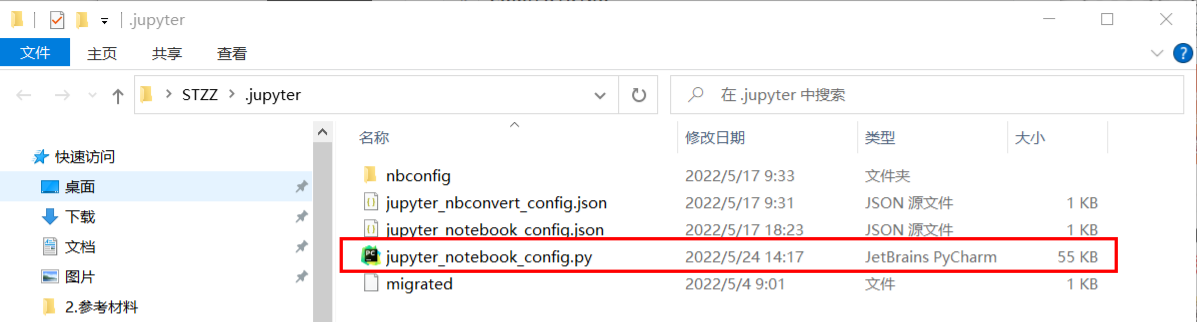 .jupyter
文件 主页 共享 查看
STZZ .jupyter 在 .jupyter 中搜索
名称 修改日期 类型 大小
快速访问
桌面
下载
文档
图片
2.参考材料
nbconfig 2022/5/17 9:33 文件夹
jupyter_nbconvert_config.json 2022/5/17 9:31 JSON 源文件 1 KB
jupyter_notebook_config.json 2022/5/17 18:23 JSON 源文件 1 KB
jupyter_notebook_config.py 2022/5/24 14:17 JetBrains PyCharm 55 KB
migrated 2022/5/4 9:01 文件 1 KB